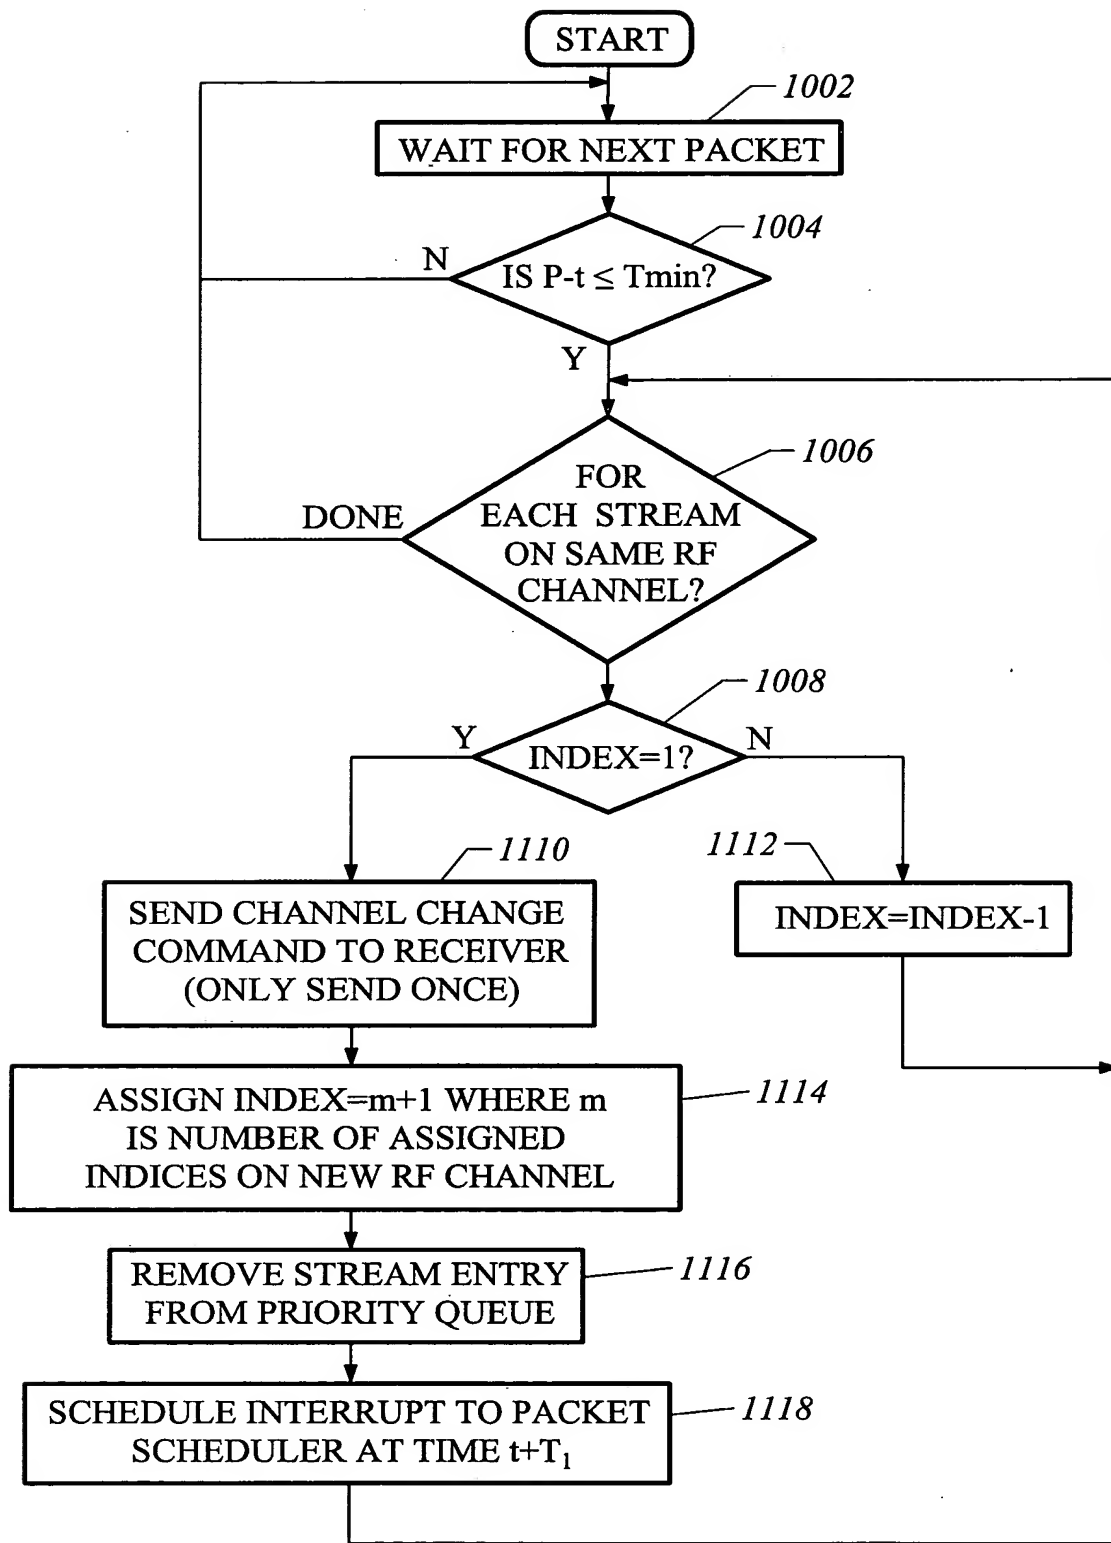 START
1002
WAIT FOR NEXT PACKET
1004
N
IS P-t ≤ Tmin?
Y
1006
FOR
EACH STREAM
ON SAME RF
CHANNEL?
DONE
1008
Y
INDEX=1?
N
1110
SEND CHANNEL CHANGE
COMMAND TO RECEIVER
(ONLY SEND ONCE)
1112
INDEX=INDEX-1
1114
ASSIGN INDEX=m+1 WHERE m
IS NUMBER OF ASSIGNED
INDICES ON NEW RF CHANNEL
1116
REMOVE STREAM ENTRY
FROM PRIORITY QUEUE
1118
SCHEDULE INTERRUPT TO PACKET
SCHEDULER AT TIME t+T₁